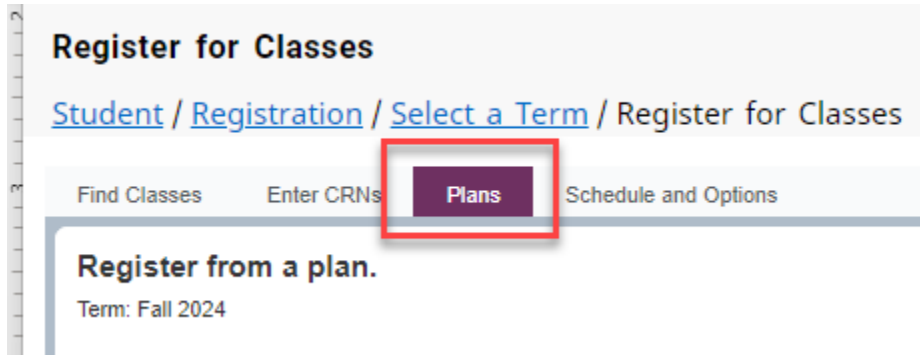 Register for Classes
Student / Registration / Select a Term / Register for Classes
Find Classes Enter CRNs Plans Schedule and Options
Register from a plan.
Term: Fall 2024